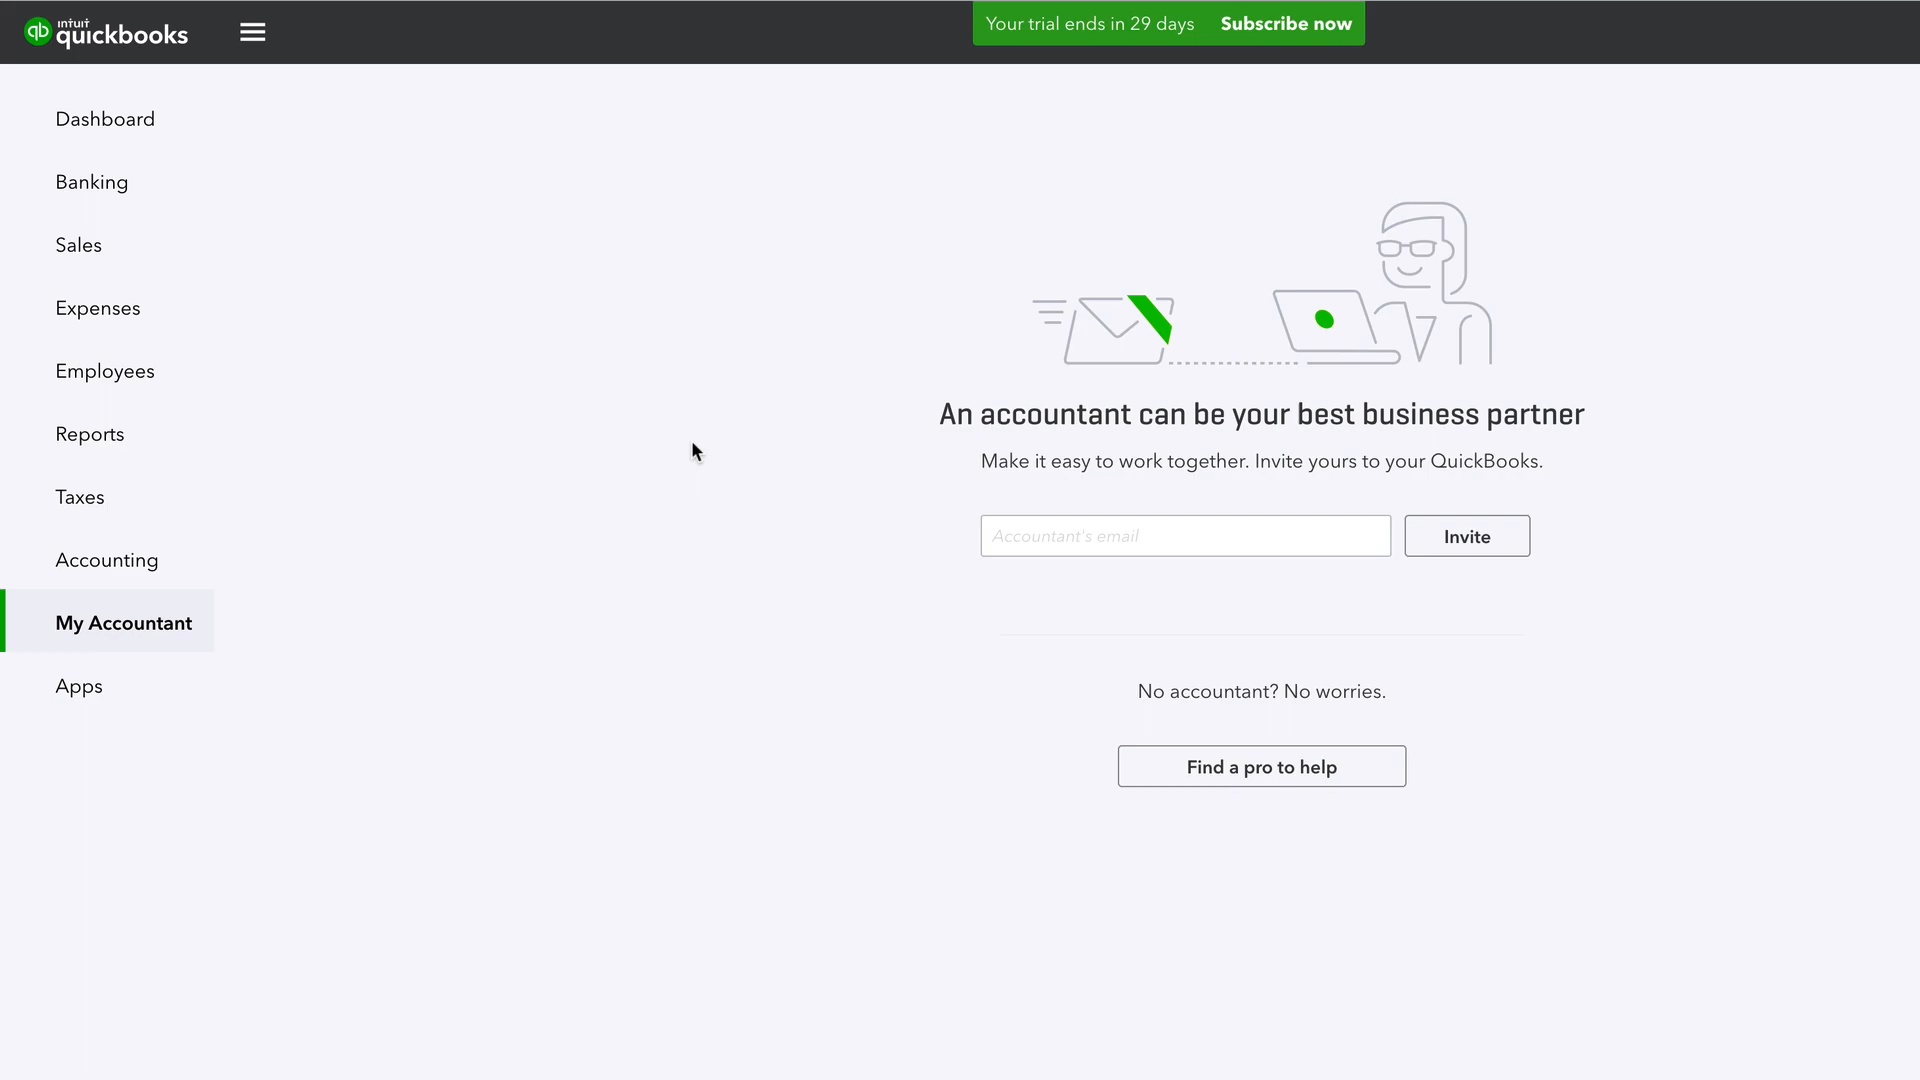 intuit
quickbooks
Your trial ends in 29 days Subscribe now
Dashboard
Banking
Sales
Expenses
Employees
Reports
Taxes
Accounting
My Accountant
Apps
An accountant can be your best business partner
Make it easy to work together. Invite yours to your QuickBooks.
Accountant's email Invite
No accountant? No worries.
Find a pro to help